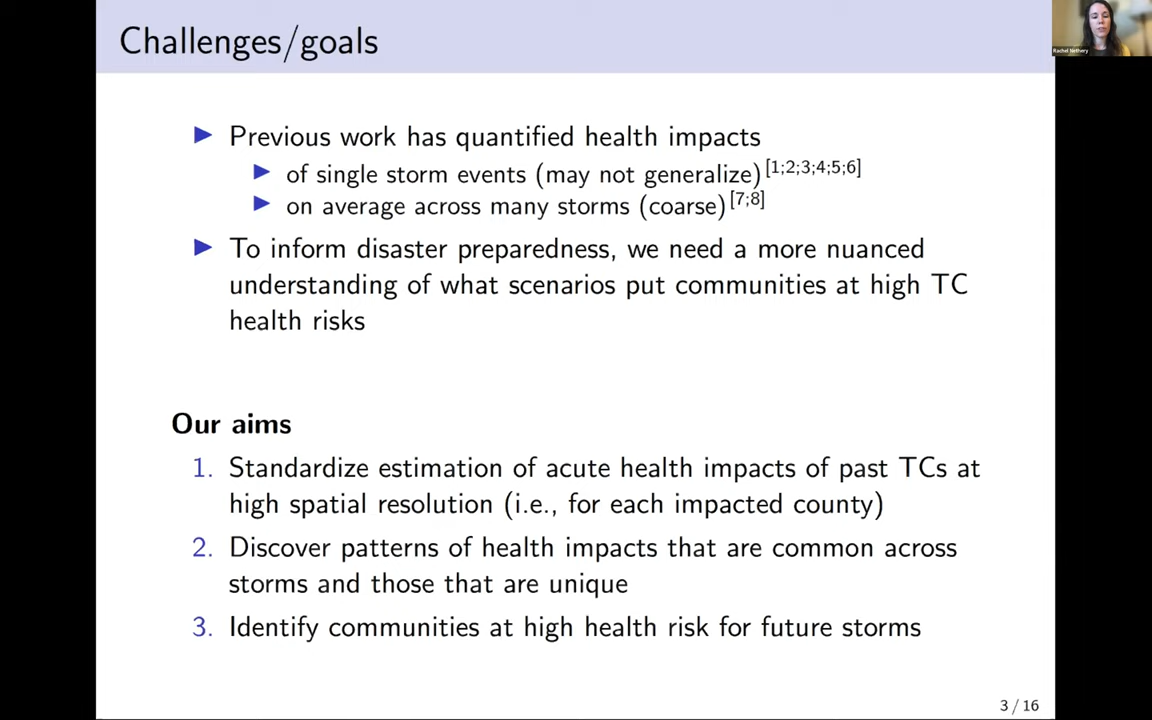 Challenges/goals
Rachel Nethery
▶ Previous work has quantified health impacts
▶ of single storm events (may not generalize)[1;2;3;4;5;6]
▶ on average across many storms (coarse)[7;8]
▶ To inform disaster preparedness, we need a more nuanced
understanding of what scenarios put communities at high TC
health risks
Our aims
1. Standardize estimation of acute health impacts of past TCs at
high spatial resolution (i.e., for each impacted county)
2. Discover patterns of health impacts that are common across
storms and those that are unique
3. Identify communities at high health risk for future storms
3 / 16